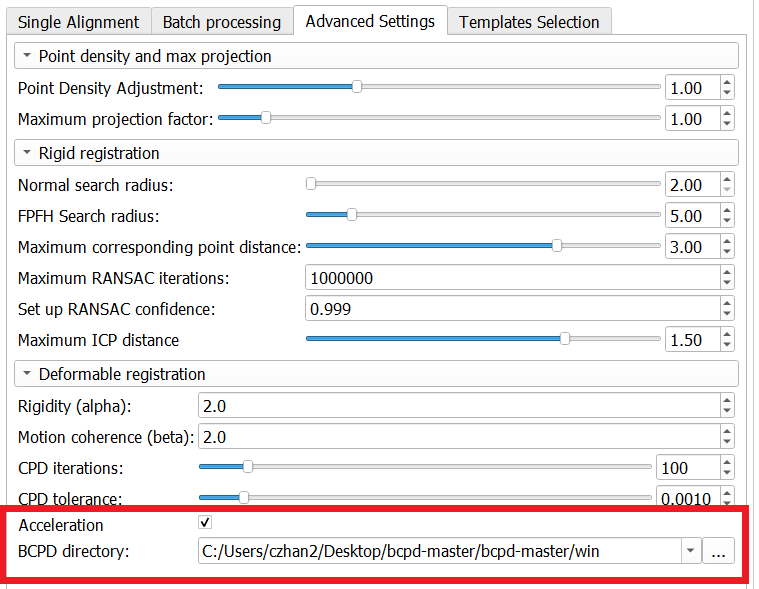 Single Alignment Batch processing Advanced Settings Templates Selection
Point density and max projection
Point Density Adjustment: 1.00
Maximum projection factor: 1.00
Rigid registration
Normal search radius: 2.00
FPFH Search radius: 5.00
Maximum corresponding point distance: 3.00
Maximum RANSAC iterations: 1000000
Set up RANSAC confidence: 0.999
Maximum ICP distance 1.50
Deformable registration
Rigidity (alpha): 2.0
Motion coherence (beta): 2.0
CPD iterations: 100
CPD tolerance: 0.0010
Acceleration
BCPD directory: C:/Users/czhan2/Desktop/bcpd-master/bcpd-master/win ...